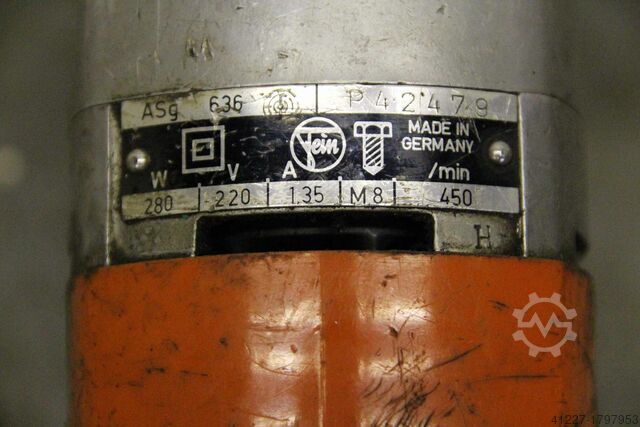 M
ASg 636 P 42479
Fein MADE IN
GERMANY
W V A /min
280 220 1.35 M8 450
H
41227-1797953